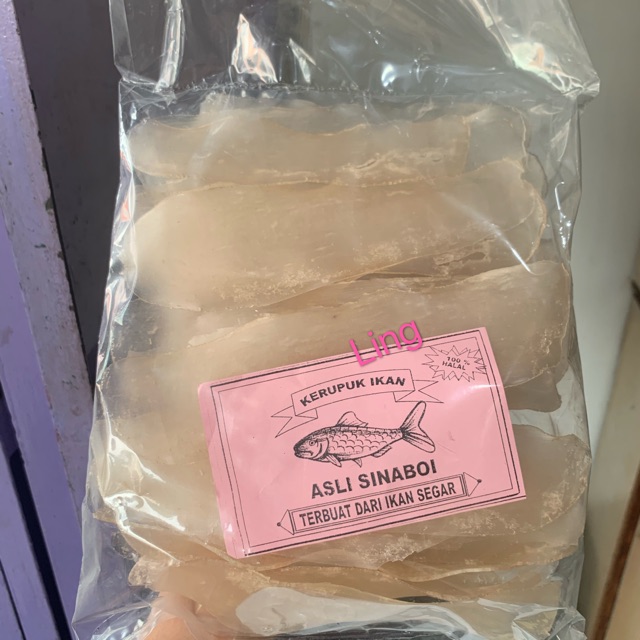 Ling
100 %
HALAL
KERUPUK IKAN
ASLI SINABOI
TERBUAT DARI IKAN SEGAR